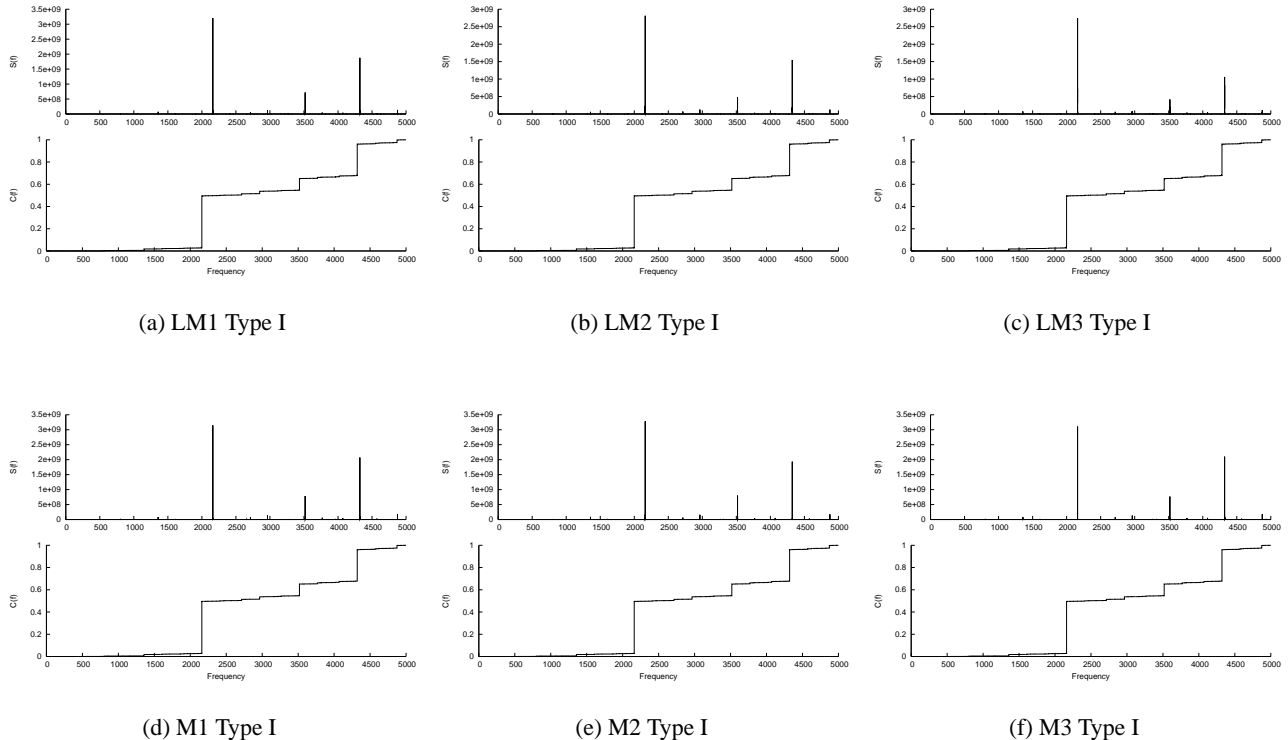 3.5e+09
3e+09
2.5e+09
2e+09
1.5e+09
1e+09
5e+08
0
S(f)
0 500 1000 1500 2000 2500 3000 3500 4000 4500 5000
1
0.8
0.6
0.4
0.2
0
C(f)
0 500 1000 1500 2000 2500 3000 3500 4000 4500 5000
Frequency
(a) LM1 Type I
3.5e+09
3e+09
2.5e+09
2e+09
1.5e+09
1e+09
5e+08
0
S(f)
0 500 1000 1500 2000 2500 3000 3500 4000 4500 5000
1
0.8
0.6
0.4
0.2
0
C(f)
0 500 1000 1500 2000 2500 3000 3500 4000 4500 5000
Frequency
(b) LM2 Type I
3.5e+09
3e+09
2.5e+09
2e+09
1.5e+09
1e+09
5e+08
0
S(f)
0 500 1000 1500 2000 2500 3000 3500 4000 4500 5000
1
0.8
0.6
0.4
0.2
0
C(f)
0 500 1000 1500 2000 2500 3000 3500 4000 4500 5000
Frequency
(c) LM3 Type I
3.5e+09
3e+09
2.5e+09
2e+09
1.5e+09
1e+09
5e+08
0
S(f)
0 500 1000 1500 2000 2500 3000 3500 4000 4500 5000
1
0.8
0.6
0.4
0.2
0
C(f)
0 500 1000 1500 2000 2500 3000 3500 4000 4500 5000
Frequency
(d) M1 Type I
3.5e+09
3e+09
2.5e+09
2e+09
1.5e+09
1e+09
5e+08
0
S(f)
0 500 1000 1500 2000 2500 3000 3500 4000 4500 5000
1
0.8
0.6
0.4
0.2
0
C(f)
0 500 1000 1500 2000 2500 3000 3500 4000 4500 5000
Frequency
(e) M2 Type I
3.5e+09
3e+09
2.5e+09
2e+09
1.5e+09
1e+09
5e+08
0
S(f)
0 500 1000 1500 2000 2500 3000 3500 4000 4500 5000
1
0.8
0.6
0.4
0.2
0
C(f)
0 500 1000 1500 2000 2500 3000 3500 4000 4500 5000
Frequency
(f) M3 Type I